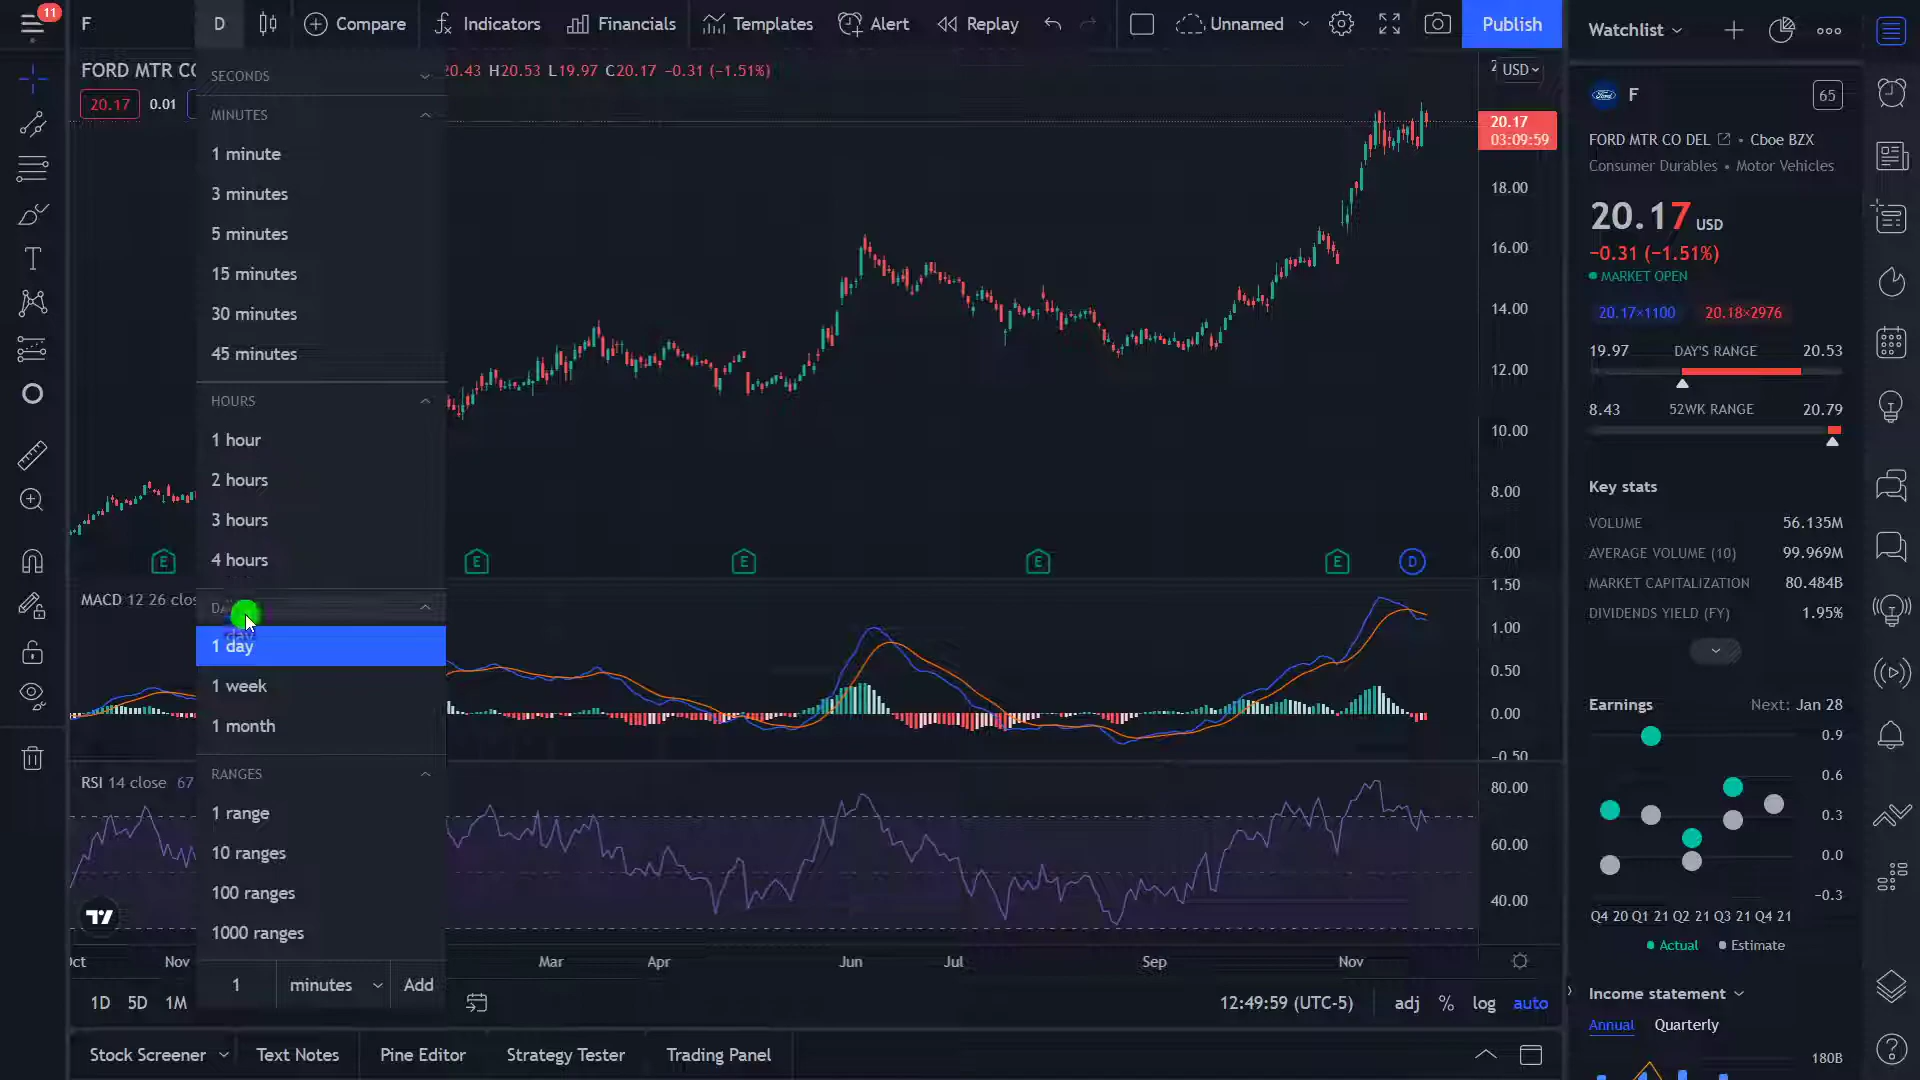 11
F
D
Compare
Indicators
Financials
Templates
Alert
Replay
Unnamed
Publish
Watchlist
FORD MTR CO
20.43 H20.53 L19.97 C20.17 −0.31 (−1.51%)
USD
20.17
0.01
SECONDS
MINUTES
1 minute
3 minutes
5 minutes
15 minutes
30 minutes
45 minutes
HOURS
1 hour
2 hours
3 hours
4 hours
1 day
1 week
1 month
RANGES
1 range
10 ranges
100 ranges
1000 ranges
1 minutes Add
20.17
03:09:59
18.00
16.00
14.00
12.00
10.00
8.00
6.00
E E E E E D
MACD 12 26 clos
1.50
1.00
0.50
0.00
−0.50
RSI 14 close 67
80.00
60.00
40.00
Nov Mar Apr Jun Jul Sep Nov
1D 5D 1M
12:49:59 (UTC-5) adj % log auto
Stock Screener Text Notes Pine Editor Strategy Tester Trading Panel
F
65
FORD MTR CO DEL • Cboe BZX
Consumer Durables • Motor Vehicles
20.17 USD
−0.31 (−1.51%)
MARKET OPEN
20.17×1100 20.18×2976
19.97 DAY'S RANGE 20.53
8.43 52WK RANGE 20.79
Key stats
VOLUME 56.135M
AVERAGE VOLUME (10) 99.969M
MARKET CAPITALIZATION 80.484B
DIVIDENDS YIELD (FY) 1.95%
Earnings Next: Jan 28
0.9
0.6
0.3
0.0
−0.3
Q4 20 Q1 21 Q2 21 Q3 21 Q4 21
Actual Estimate
Income statement
Annual Quarterly
180B